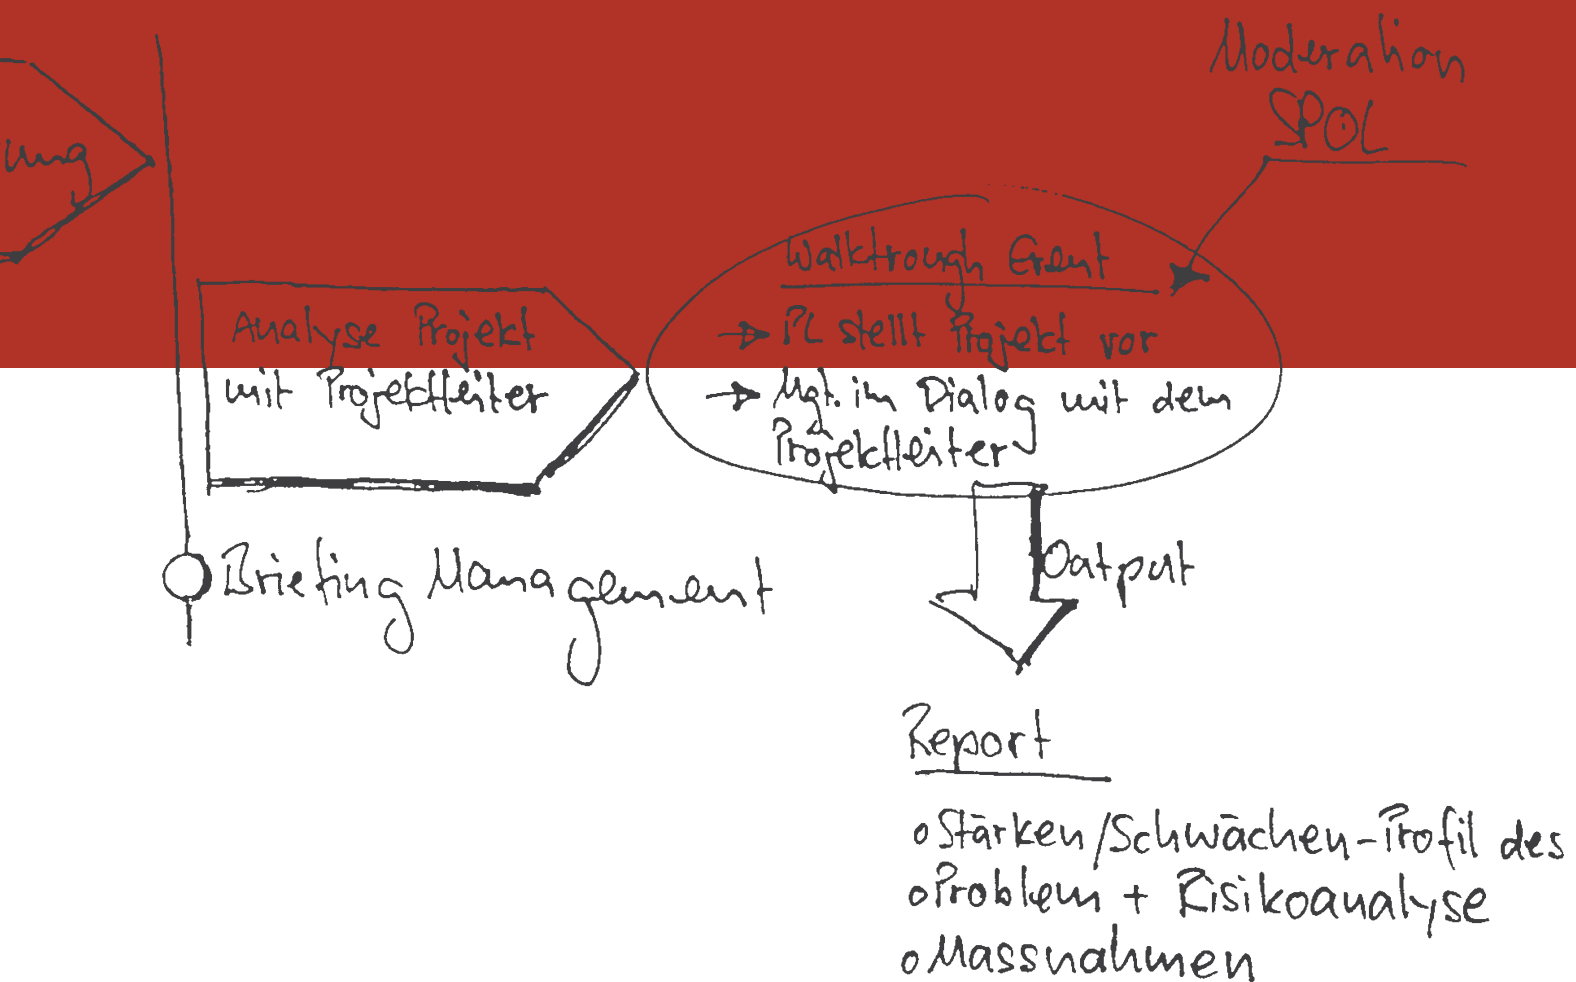 Moderation
SPOL
ung
Walktrough Event
Analyse Projekt
mit Projektleiter
→ PL stellt Projekt vor
→ Mgt. im Dialog mit dem
Projektleiter
Briefing Management
Output
Report
o Stärken/Schwächen-Profil des
o Problem + Risikoanalyse
o Massnahmen